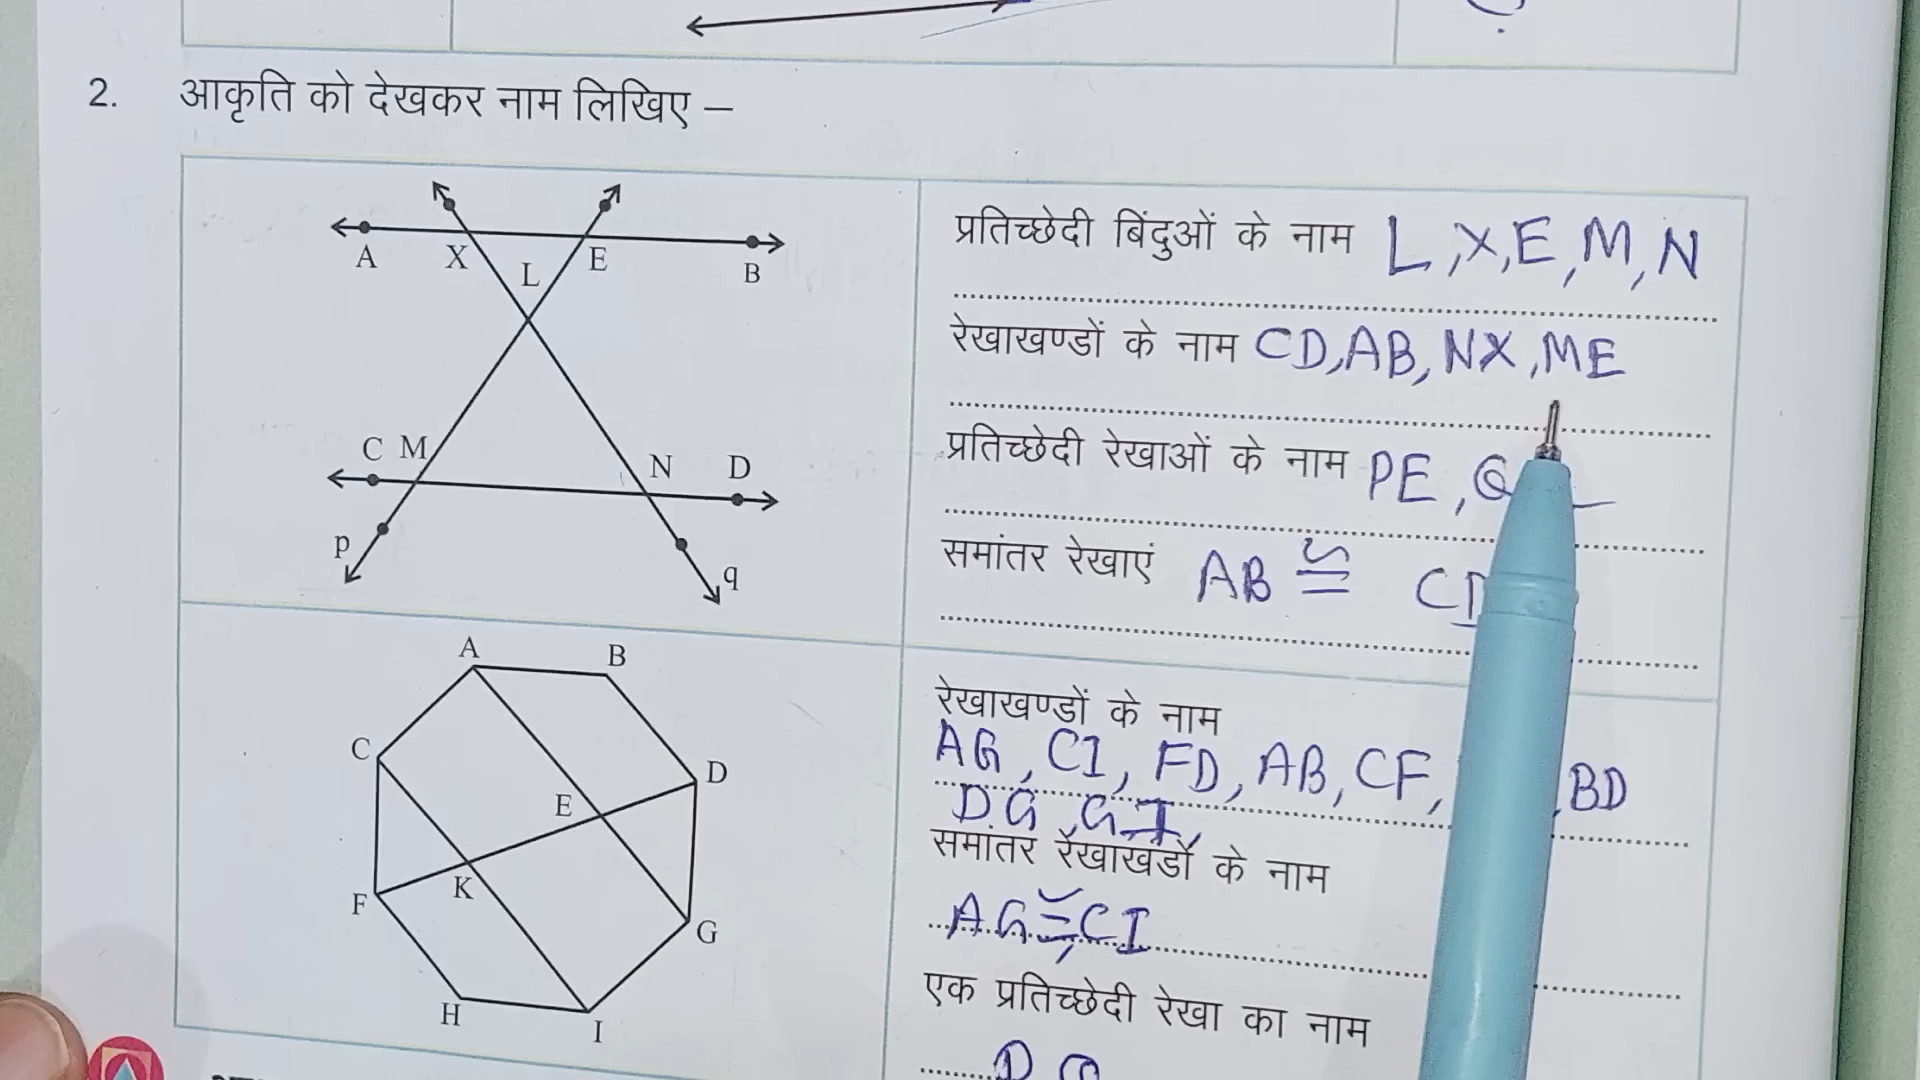 2. आकृति को देखकर नाम लिखिए –
A X L E B
C M N D
p q
प्रतिच्छेदी बिंदुओं के नाम L,X,E,M,N
रेखाखण्डों के नाम CD,AB,NX,ME
प्रतिच्छेदी रेखाओं के नाम PE,
समांतर रेखाएं AB ≅
A B
C D
E
F K G
H I
रेखाखण्डों के नाम
AG, CI, FD, AB, CF, ,BD
D.G ,G I,
समांतर रेखाखंडों के नाम
AG≅CI
एक प्रतिच्छेदी रेखा का नाम